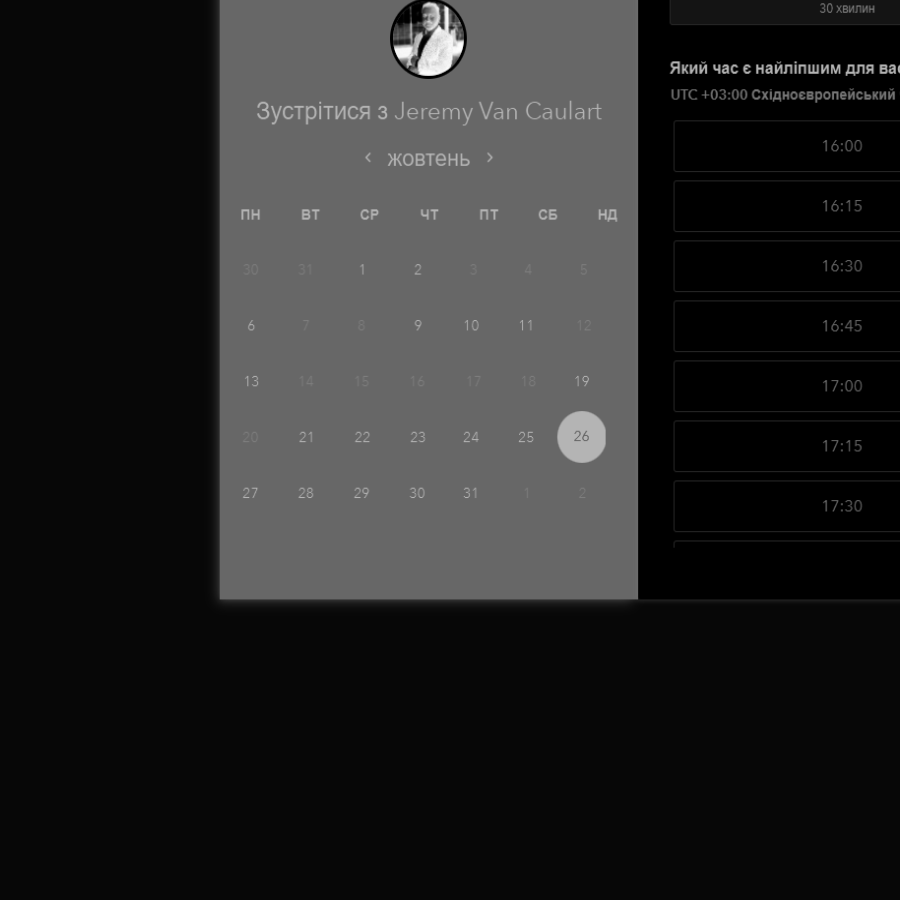 Зустрітися з Jeremy Van Caulart
‹ жовтень ›
ПН ВТ СР ЧТ ПТ СБ НД
30 31 1 2 3 4 5
6 7 8 9 10 11 12
13 14 15 16 17 18 19
20 21 22 23 24 25 26
27 28 29 30 31 1 2
30 хвилин
Який час є найліпшим для вас
UTC +03:00 Східноєвропейський
16:00
16:15
16:30
16:45
17:00
17:15
17:30